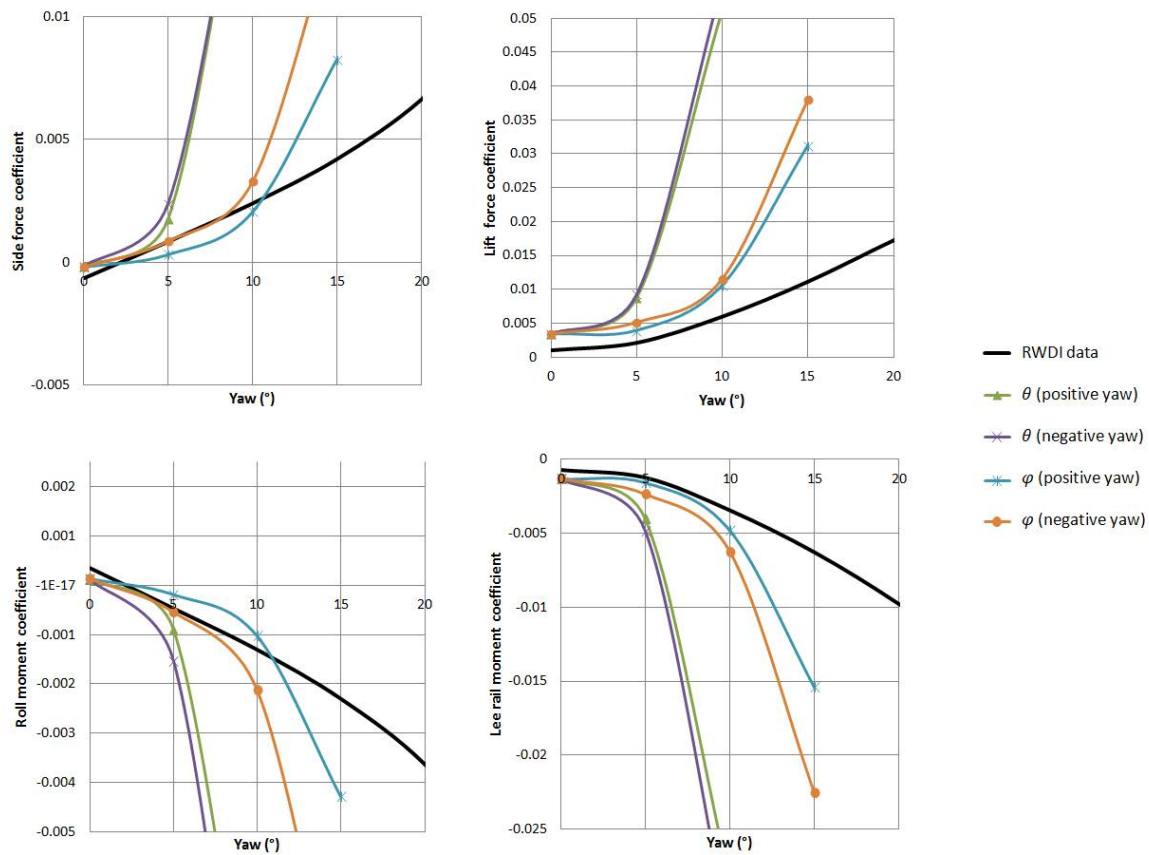 0.01
0.005
0
-0.005
0 5 10 15 20
Side force coefficient
Yaw (°)
0.05
0.045
0.04
0.035
0.03
0.025
0.02
0.015
0.01
0.005
0
0 5 10 15 20
Lift force coefficient
Yaw (°)
0.002
0.001
-1E-17
-0.001
-0.002
-0.003
-0.004
-0.005
0 5 10 15 20
Roll moment coefficient
Yaw (°)
0
-0.005
-0.01
-0.015
-0.02
-0.025
0 5 10 15 20
Lee rail moment coefficient
Yaw (°)
RWDI data
θ (positive yaw)
θ (negative yaw)
φ (positive yaw)
φ (negative yaw)